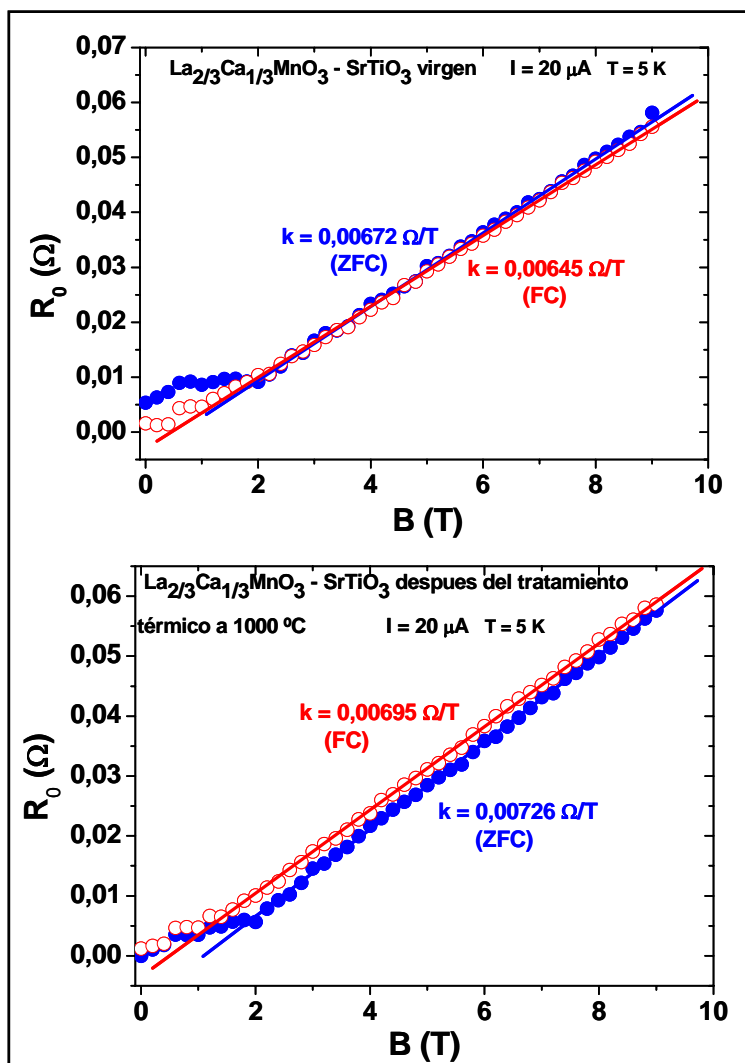 La2/3Ca1/3MnO3 - SrTiO3 virgen I = 20 μA T = 5 K
0,07
0,06
0,05
0,04
0,03
0,02
0,01
0,00
R0 (Ω)
k = 0,00672 Ω/T
(ZFC)
k = 0,00645 Ω/T
(FC)
0 2 4 6 8 10
B (T)
La2/3Ca1/3MnO3 - SrTiO3 despues del tratamiento
térmico a 1000 ºC I = 20 μA T = 5 K
0,06
0,05
0,04
0,03
0,02
0,01
0,00
R0 (Ω)
k = 0,00695 Ω/T
(FC)
k = 0,00726 Ω/T
(ZFC)
0 2 4 6 8 10
B (T)